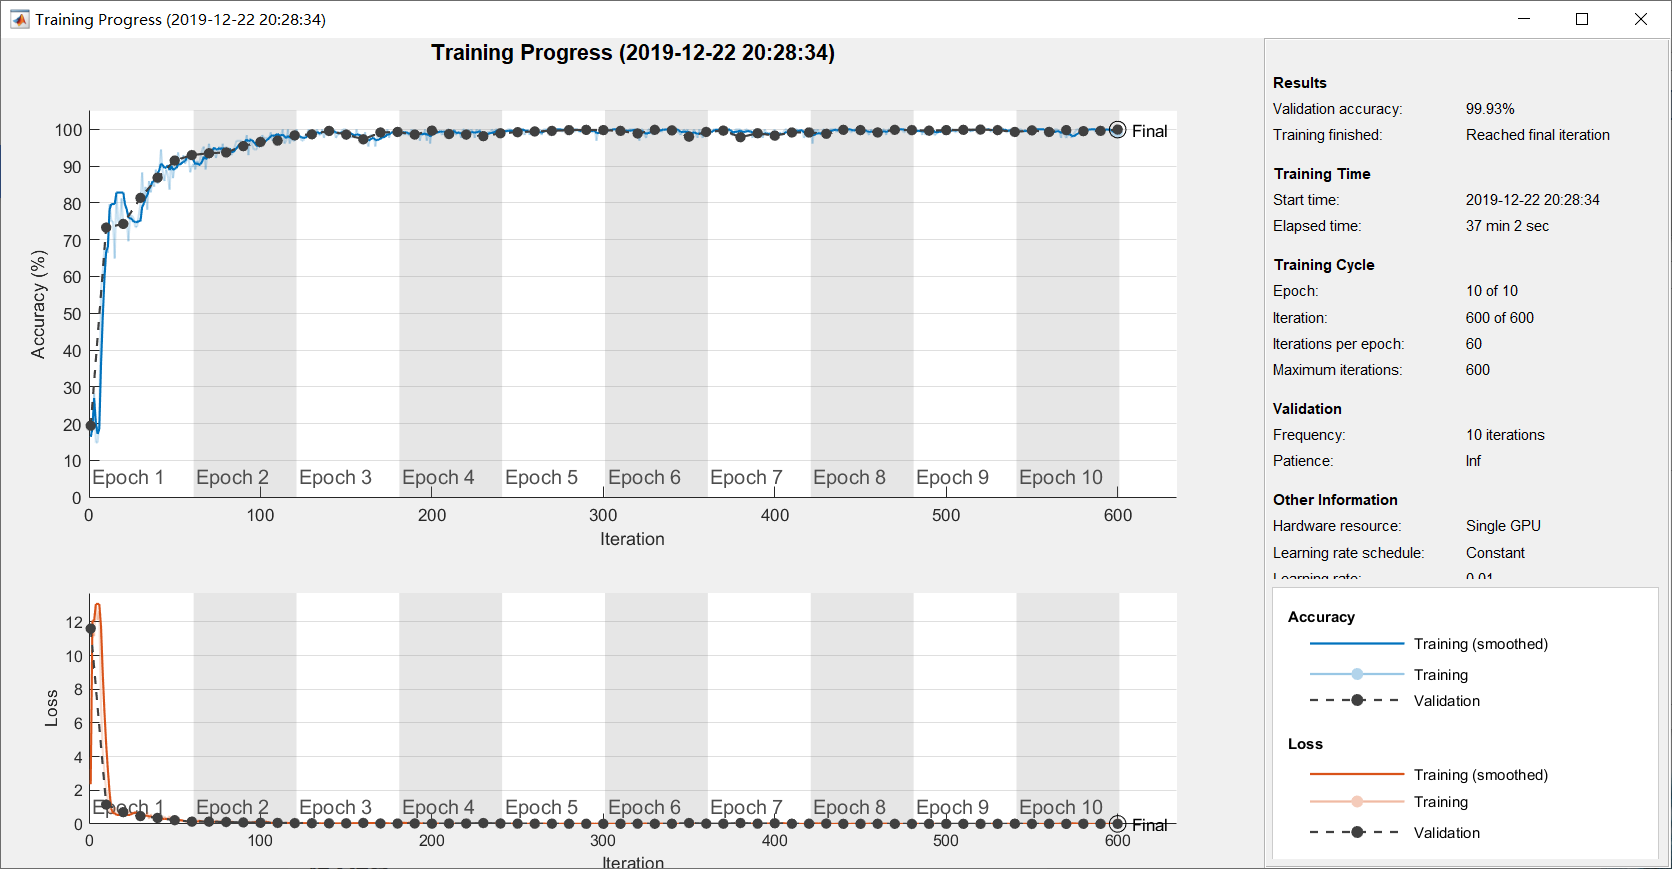 Training Progress (2019-12-22 20:28:34)
Training Progress (2019-12-22 20:28:34)
Accuracy (%)
100
90
80
70
60
50
40
30
20
10
0
Final
Epoch 1 Epoch 2 Epoch 3 Epoch 4 Epoch 5 Epoch 6 Epoch 7 Epoch 8 Epoch 9 Epoch 10
0 100 200 300 400 500 600
Iteration
Loss
12
10
8
6
4
2
0
Epoch 1 Epoch 2 Epoch 3 Epoch 4 Epoch 5 Epoch 6 Epoch 7 Epoch 8 Epoch 9 Epoch 10
Final
0 100 200 300 400 500 600
Iteration
Results
Validation accuracy: 99.93%
Training finished: Reached final iteration
Training Time
Start time: 2019-12-22 20:28:34
Elapsed time: 37 min 2 sec
Training Cycle
Epoch: 10 of 10
Iteration: 600 of 600
Iterations per epoch: 60
Maximum iterations: 600
Validation
Frequency: 10 iterations
Patience: Inf
Other Information
Hardware resource: Single GPU
Learning rate schedule: Constant
Learning rate: 0.01
Accuracy
Training (smoothed)
Training
Validation
Loss
Training (smoothed)
Training
Validation